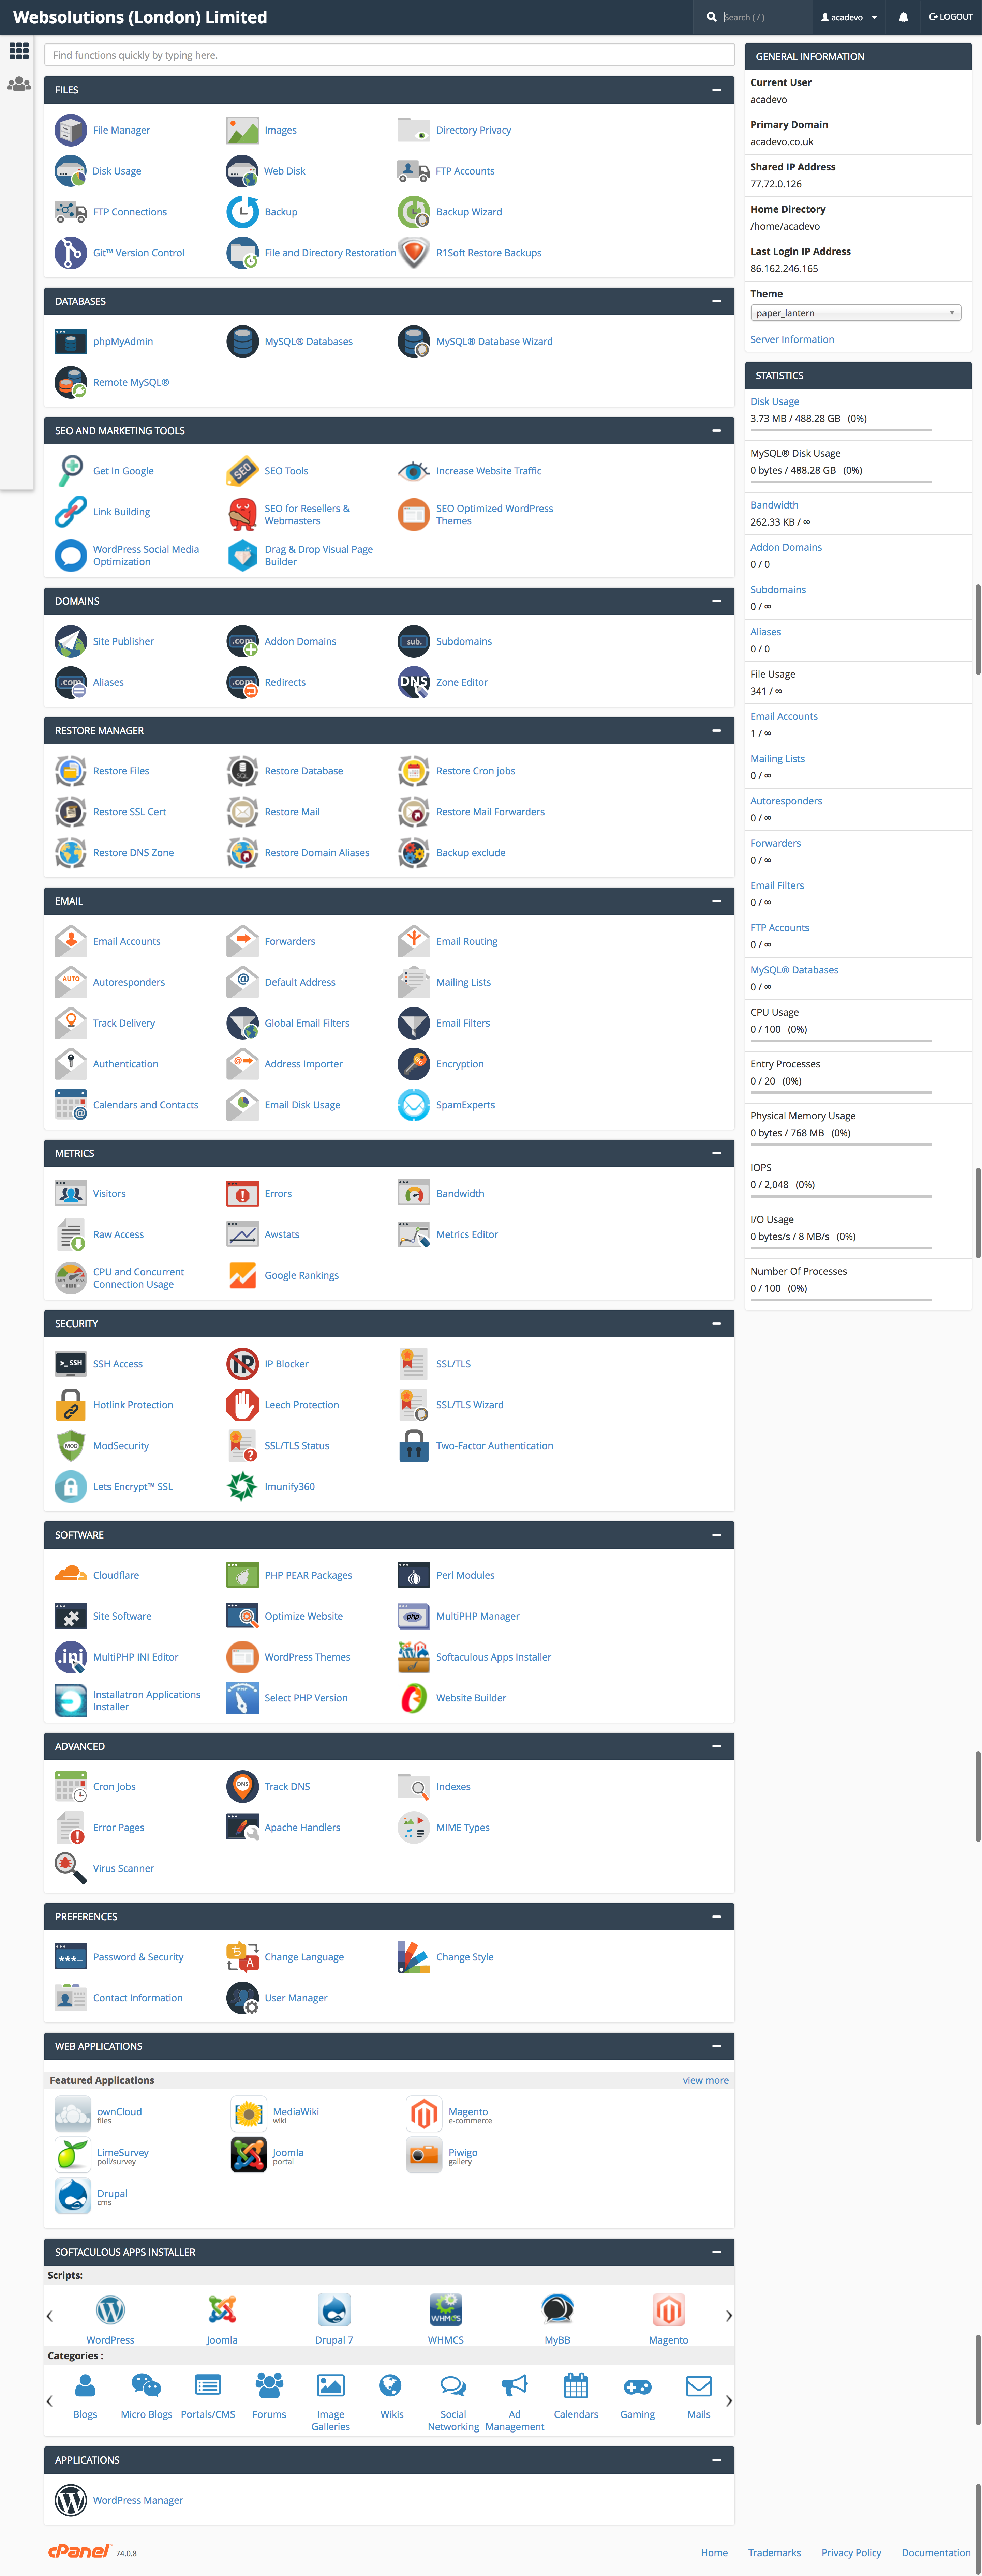 Websolutions (London) Limited
Search ( / )
acadevo
LOGOUT
Find functions quickly by typing here.
FILES
File Manager
Images
Directory Privacy
Disk Usage
Web Disk
FTP Accounts
FTP Connections
Backup
Backup Wizard
Git™ Version Control
File and Directory Restoration
R1Soft Restore Backups
DATABASES
phpMyAdmin
MySQL® Databases
MySQL® Database Wizard
Remote MySQL®
SEO AND MARKETING TOOLS
Get In Google
SEO
SEO Tools
Increase Website Traffic
Link Building
SEO for Resellers &
Webmasters
SEO Optimized WordPress
Themes
WordPress Social Media
Optimization
Drag & Drop Visual Page
Builder
DOMAINS
Site Publisher
.com
Addon Domains
sub.
Subdomains
.com
Aliases
.com
Redirects
DNS
Zone Editor
RESTORE MANAGER
Restore Files
SQL
Restore Database
Restore Cron jobs
Restore SSL Cert
Restore Mail
Restore Mail Forwarders
Restore DNS Zone
Restore Domain Aliases
Backup exclude
EMAIL
Email Accounts
Forwarders
Email Routing
AUTO
Autoresponders
@
Default Address
Mailing Lists
Track Delivery
Global Email Filters
Email Filters
Authentication
@
Address Importer
Encryption
@
Calendars and Contacts
Email Disk Usage
SpamExperts
METRICS
Visitors
Errors
Bandwidth
Raw Access
Awstats
Metrics Editor
CPU and Concurrent
Connection Usage
Google Rankings
SECURITY
>_ SSH
SSH Access
IP
IP Blocker
SSL/TLS
Hotlink Protection
Leech Protection
SSL/TLS Wizard
MOD
ModSecurity
?
SSL/TLS Status
Two-Factor Authentication
Lets Encrypt™ SSL
Imunify360
SOFTWARE
Cloudflare
PHP PEAR Packages
Perl Modules
Site Software
Optimize Website
php
MultiPHP Manager
.ini
MultiPHP INI Editor
WordPress Themes
Softaculous Apps Installer
Installatron Applications
Installer
PHP
Select PHP Version
Website Builder
ADVANCED
Cron Jobs
DNS
Track DNS
Indexes
Error Pages
Apache Handlers
MIME Types
Virus Scanner
PREFERENCES
***_
Password & Security
ち
A
Change Language
Change Style
Contact Information
User Manager
WEB APPLICATIONS
Featured Applications
view more
ownCloud
files
MediaWiki
wiki
Magento
e-commerce
LimeSurvey
poll/survey
Joomla
portal
Piwigo
gallery
Drupal
cms
SOFTACULOUS APPS INSTALLER
Scripts:
WHMCS
WordPress
Joomla
Drupal 7
WHMCS
MyBB
Magento
Categories :
Blogs
Micro Blogs
Portals/CMS
Forums
Image
Galleries
Wikis
Social
Networking
Ad
Management
Calendars
Gaming
Mails
APPLICATIONS
WordPress Manager
GENERAL INFORMATION
Current User
acadevo
Primary Domain
acadevo.co.uk
Shared IP Address
77.72.0.126
Home Directory
/home/acadevo
Last Login IP Address
86.162.246.165
Theme
paper_lantern
Server Information
STATISTICS
Disk Usage
3.73 MB / 488.28 GB (0%)
MySQL® Disk Usage
0 bytes / 488.28 GB (0%)
Bandwidth
262.33 KB / ∞
Addon Domains
0 / 0
Subdomains
0 / ∞
Aliases
0 / 0
File Usage
341 / ∞
Email Accounts
1 / ∞
Mailing Lists
0 / ∞
Autoresponders
0 / ∞
Forwarders
0 / ∞
Email Filters
0 / ∞
FTP Accounts
0 / ∞
MySQL® Databases
0 / ∞
CPU Usage
0 / 100 (0%)
Entry Processes
0 / 20 (0%)
Physical Memory Usage
0 bytes / 768 MB (0%)
IOPS
0 / 2,048 (0%)
I/O Usage
0 bytes/s / 8 MB/s (0%)
Number Of Processes
0 / 100 (0%)
cPanel 74.0.8
Home
Trademarks
Privacy Policy
Documentation